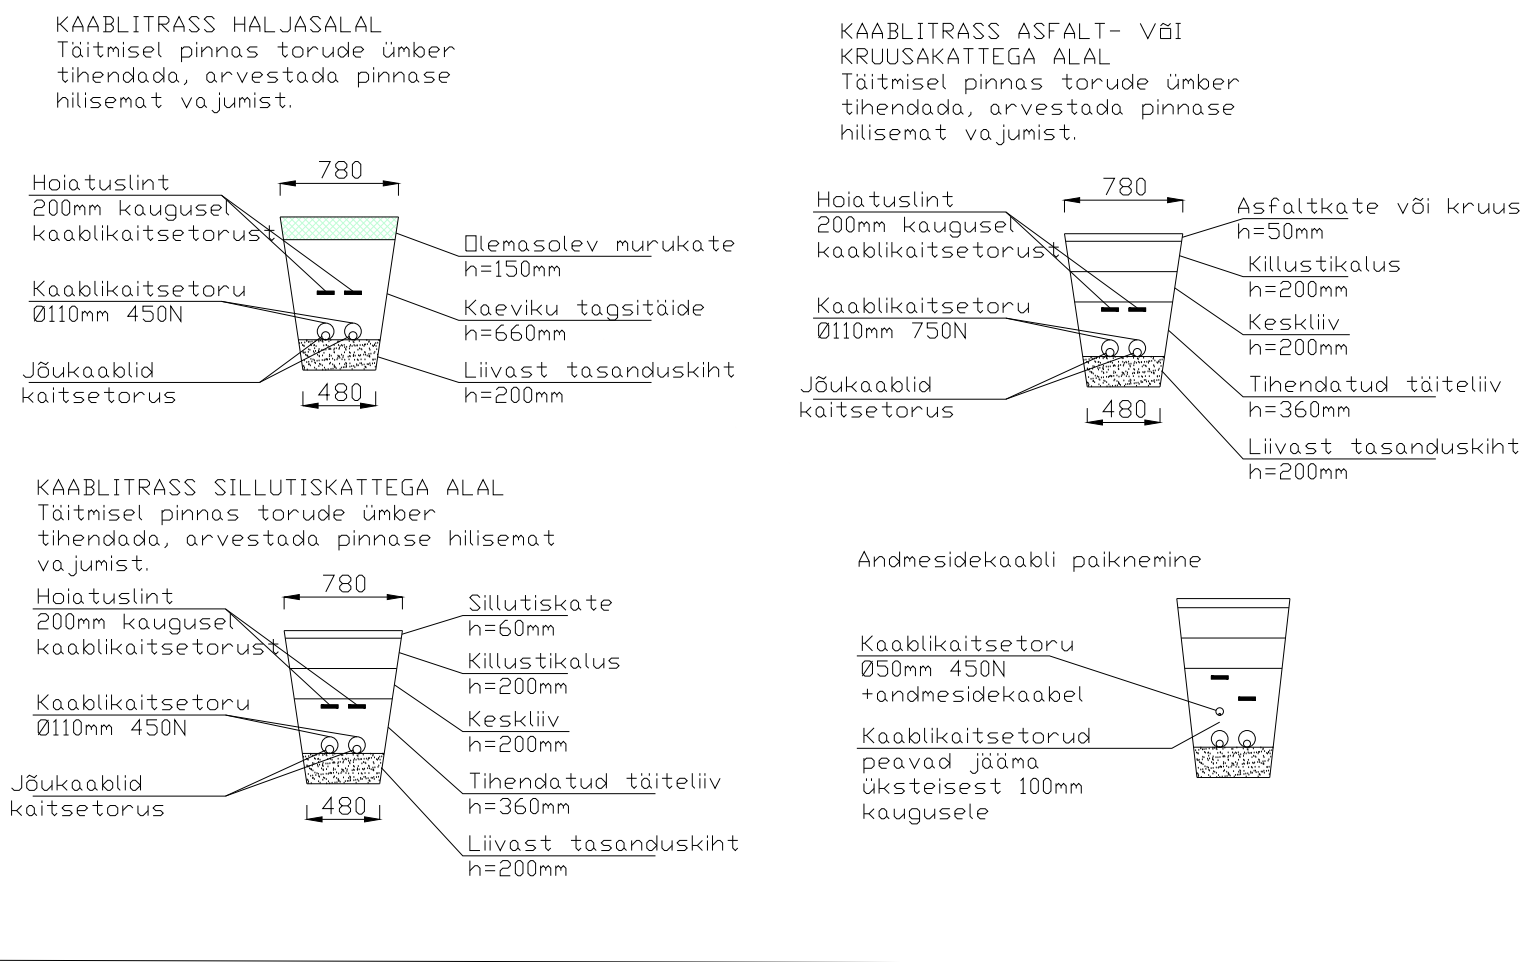 KAABLITRASS HALJASALAL
Täitmisel pinnas torude ümber
tihendada, arvestada pinnase
hilisemat vajumist.
780
Hoiatuslint
200mm kaugusel
kaablikaitsetorust
Kaablikaitsetoru
Ø110mm 450N
Jõukaablid
kaitsetorus
Olemasolev murukate
h=150mm
Kaeviku tagsitäide
h=660mm
Liivast tasanduskiht
h=200mm
480
KAABLITRASS ASFALT- VõI
KRUUSAKATTEGA ALAL
Täitmisel pinnas torude ümber
tihendada, arvestada pinnase
hilisemat vajumist.
780
Hoiatuslint
200mm kaugusel
kaablikaitsetorust
Kaablikaitsetoru
Ø110mm 750N
Jõukaablid
kaitsetorus
Asfaltkate või kruus
h=50mm
Killustikalus
h=200mm
Keskliiv
h=200mm
Tihendatud täiteliiv
h=360mm
Liivast tasanduskiht
h=200mm
480
KAABLITRASS SILLUTISKATTEGA ALAL
Täitmisel pinnas torude ümber
tihendada, arvestada pinnase hilisemat
vajumist.
780
Hoiatuslint
200mm kaugusel
kaablikaitsetorust
Kaablikaitsetoru
Ø110mm 450N
Jõukaablid
kaitsetorus
Sillutiskate
h=60mm
Killustikalus
h=200mm
Keskliiv
h=200mm
Tihendatud täiteliiv
h=360mm
Liivast tasanduskiht
h=200mm
480
Andmesidekaabli paiknemine
Kaablikaitsetoru
Ø50mm 450N
+andmesidekaabel
Kaablikaitsetorud
peavad jääma
üksteisest 100mm
kaugusele